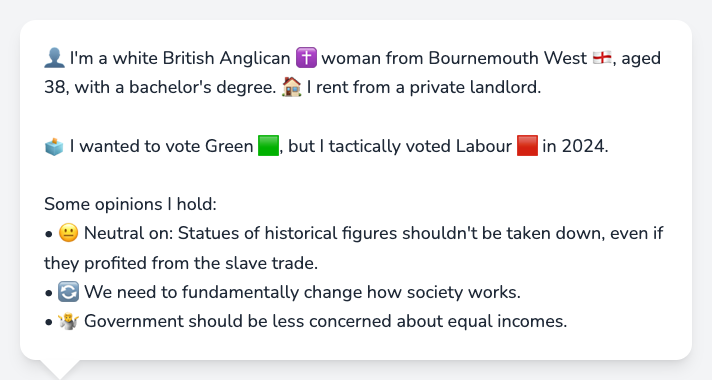 👤 I'm a white British Anglican ✝️ woman from Bournemouth West 🏴󠁧󠁢󠁥󠁮󠁧󠁿, aged
38, with a bachelor's degree. 🏠 I rent from a private landlord.
🗳️ I wanted to vote Green 🟩, but I tactically voted Labour 🟥 in 2024.
Some opinions I hold:
• 😐 Neutral on: Statues of historical figures shouldn't be taken down, even if
they profited from the slave trade.
• 🔄 We need to fundamentally change how society works.
• 🤷 Government should be less concerned about equal incomes.